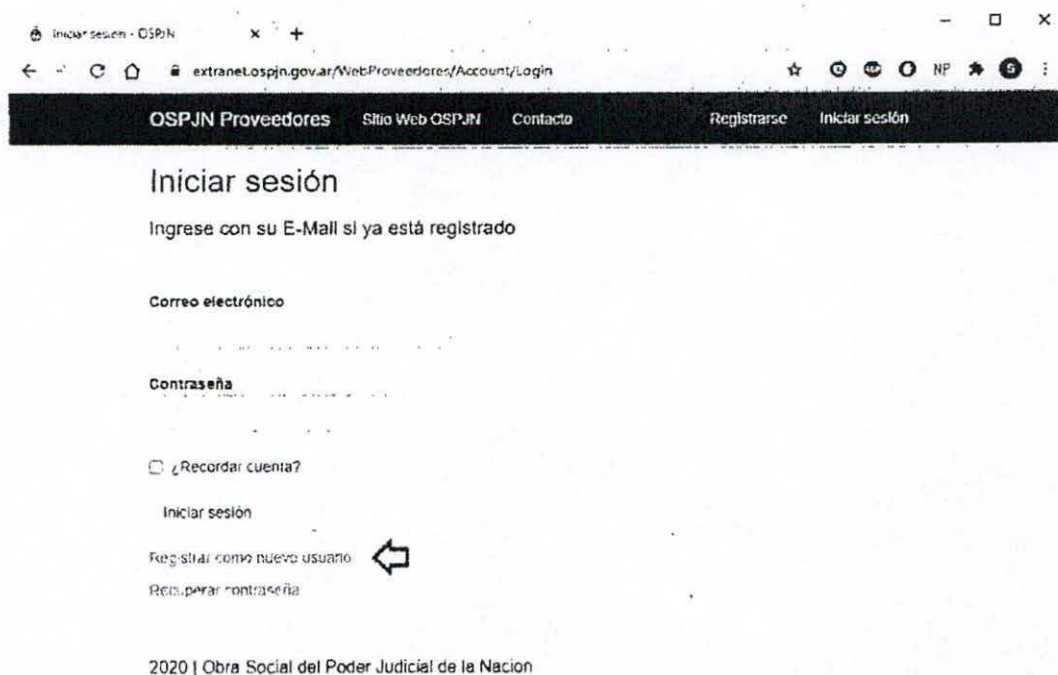 Iniciar sesión - OSPJN
extranet.ospjn.gov.ar/WebProveedores/Account/Login
NP
G
OSPJN Proveedores Sitio Web OSPJN Contacto Registrarse Iniciar sesión
Iniciar sesión
Ingrese con su E-Mail si ya está registrado
Correo electrónico
Contraseña
¿Recordar cuenta?
Iniciar sesión
Registrar como nuevo usuario
Recuperar contraseña
2020 | Obra Social del Poder Judicial de la Nacion